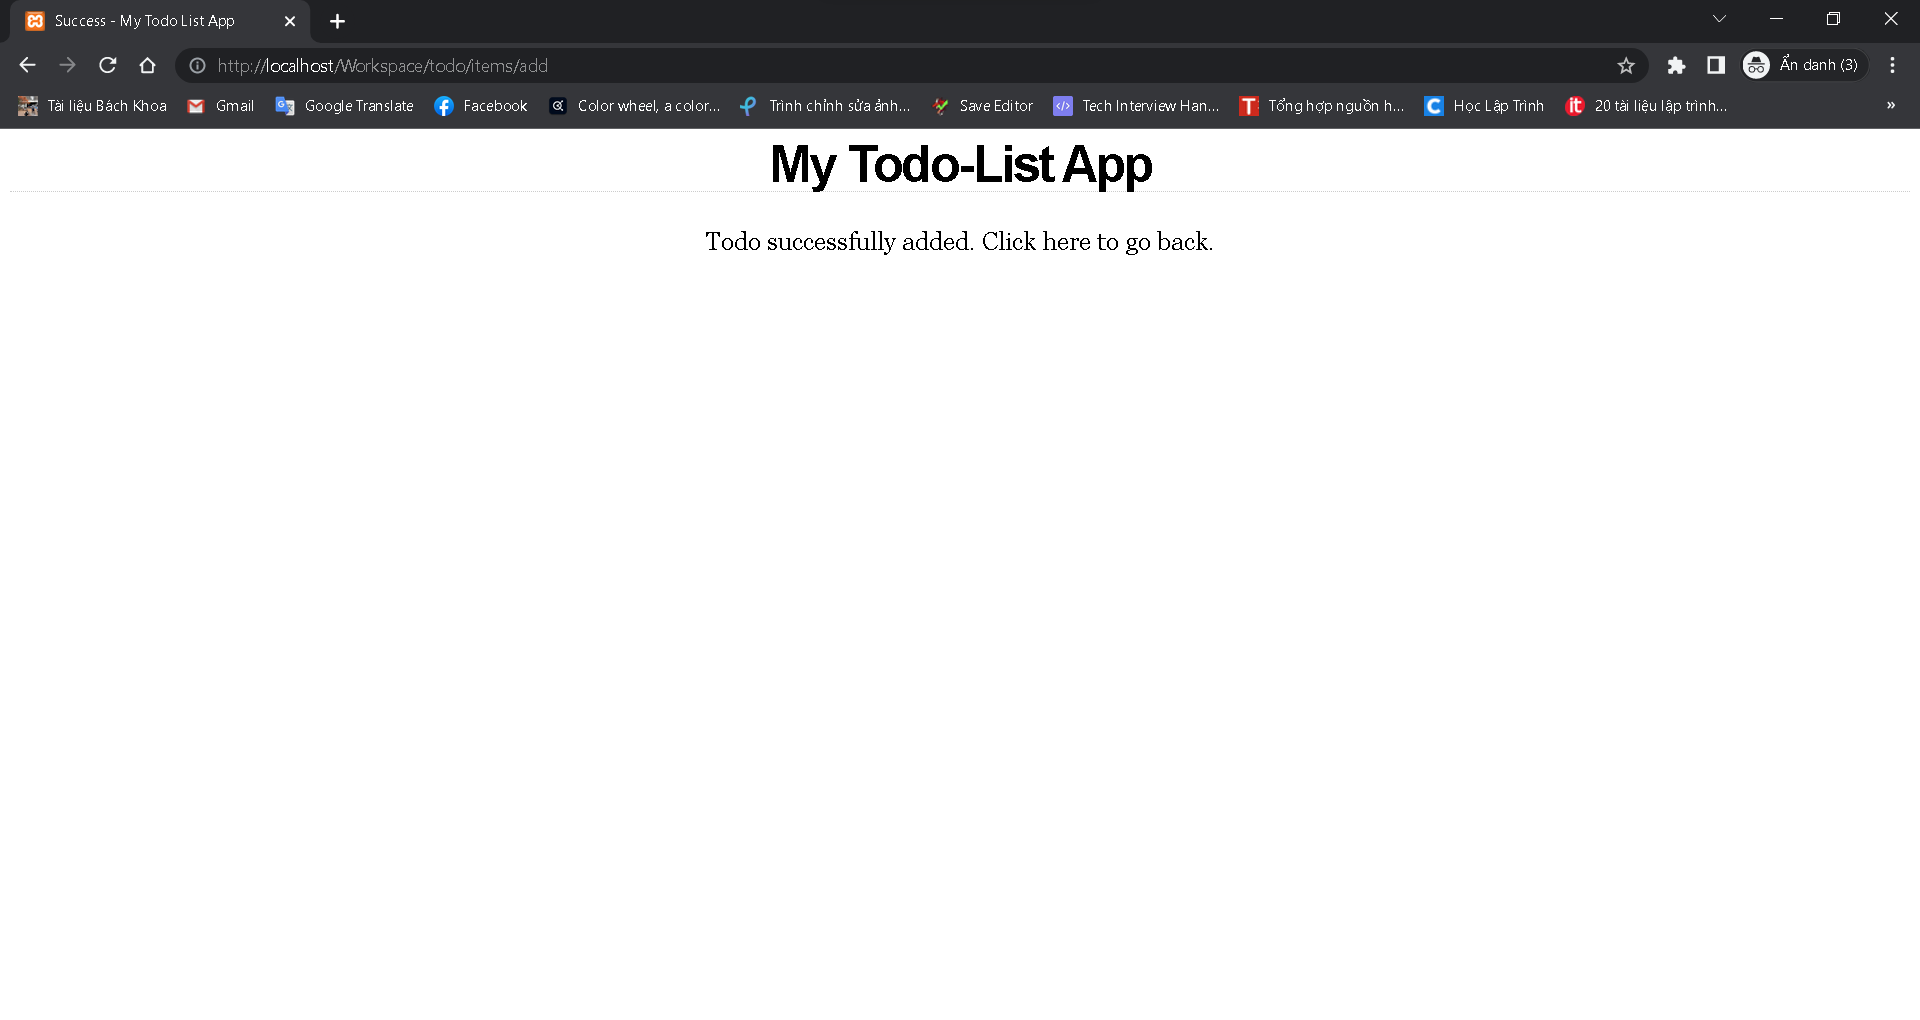 Success - My Todo List App
http://localhost/Workspace/todo/items/add
Ẩn danh (3)
Tài liệu Bách Khoa Gmail Google Translate Facebook Color wheel, a color... Trình chỉnh sửa ảnh... Save Editor Tech Interview Han... Tổng hợp nguồn h... Học Lập Trình 20 tài liệu lập trình... »
My Todo-List App
Todo successfully added. Click here to go back.